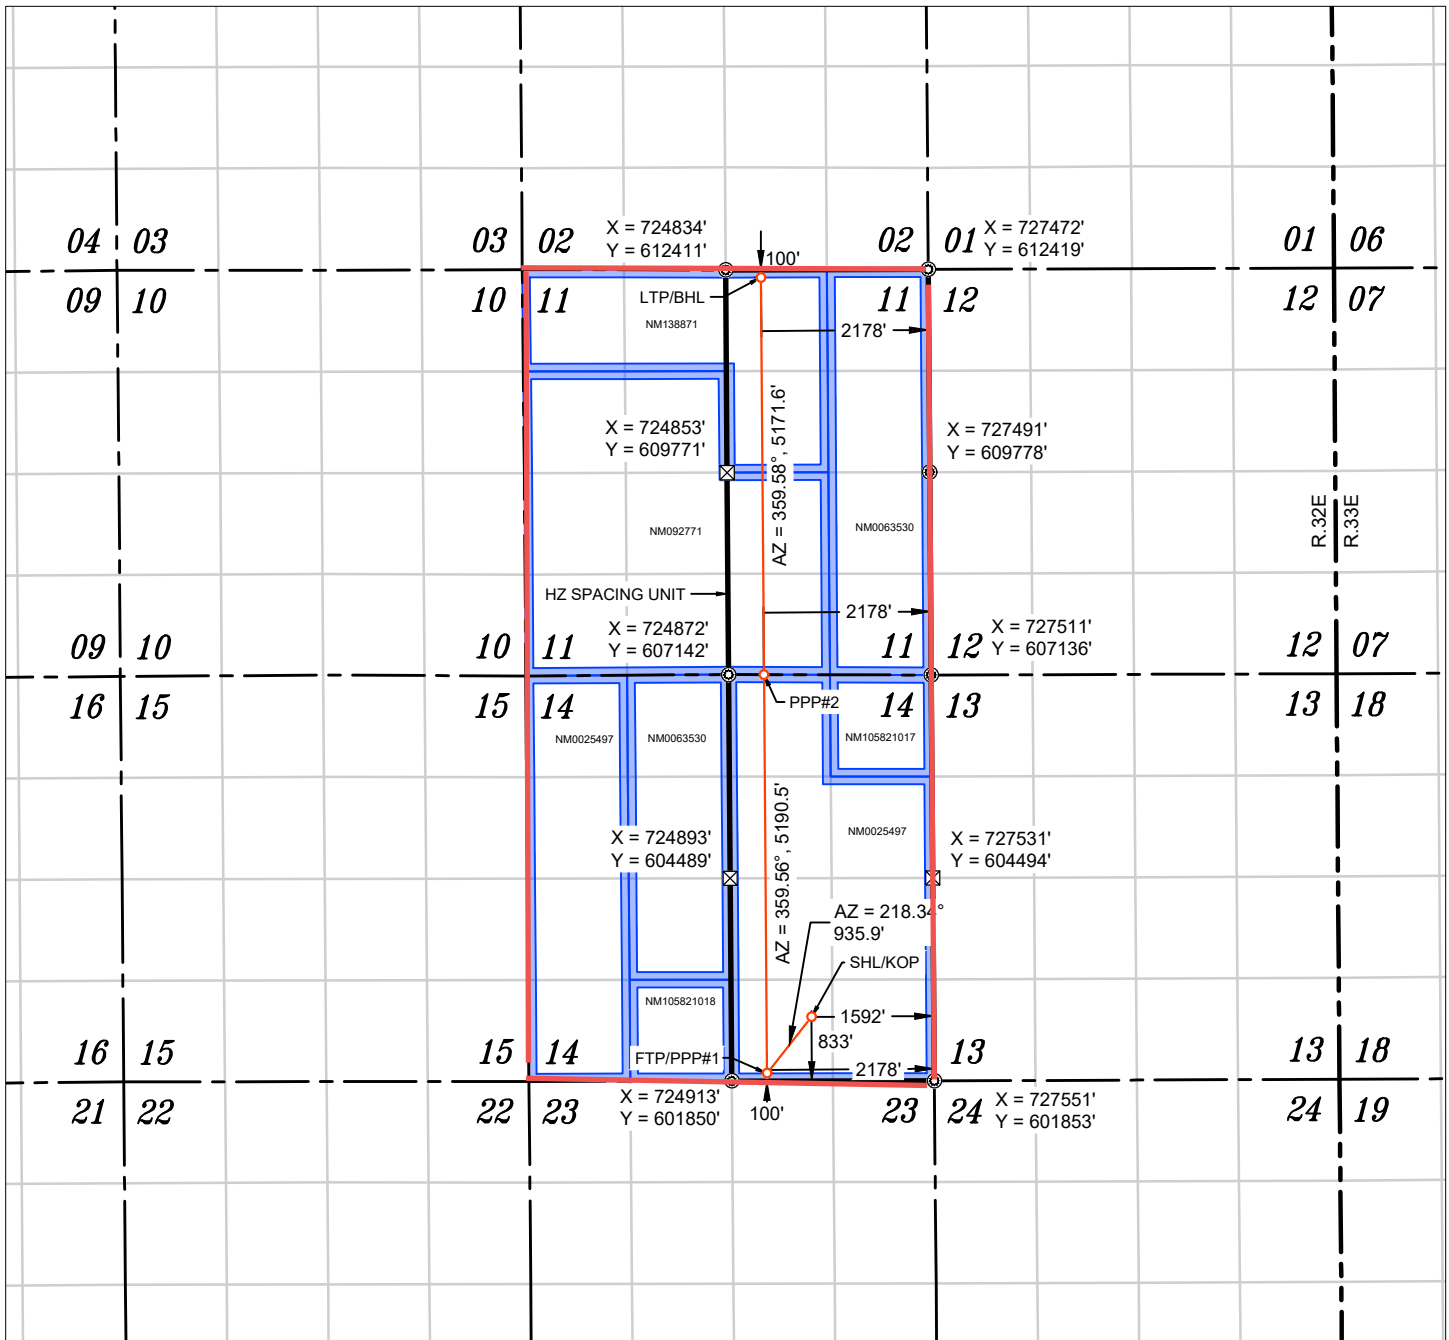 X = 724834'
Y = 612411'
X = 727472'
Y = 612419'
04 03
03 02
02 01
01 06
100'
09 10
10 11
LTP/BHL
11 12
12 07
NM138871
2178'
AZ = 359.58°, 5171.6'
X = 724853'
Y = 609771'
X = 727491'
Y = 609778'
NM092771
NM0063530
R.32E
R.33E
HZ SPACING UNIT
2178'
X = 724872'
Y = 607142'
X = 727511'
Y = 607136'
09 10
10 11
11 12
12 07
16 15
15 14
PPP#2
14 13
13 18
NM0025497
NM0063530
NM105821017
AZ = 359.56°, 5190.5'
X = 724893'
Y = 604489'
NM0025497
X = 727531'
Y = 604494'
AZ = 218.34°
935.9'
SHL/KOP
NM105821018
1592'
833'
16 15
15 14
FTP/PPP#1
2178'
13
13 18
21 22
22 23
X = 724913'
Y = 601850'
100'
23 24
X = 727551'
Y = 601853'
24 19